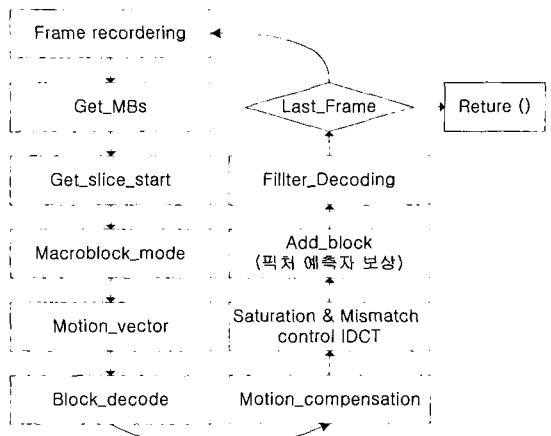 Frame recordering
Get_MBs
Get_slice_start
Macroblock_mode
Motion_vector
Block_decode
Motion_compensation
Saturation & Mismatch
control IDCT
Add_block
(픽처 예측자 보상)
Fillter_Decoding
Last_Frame
Reture ()